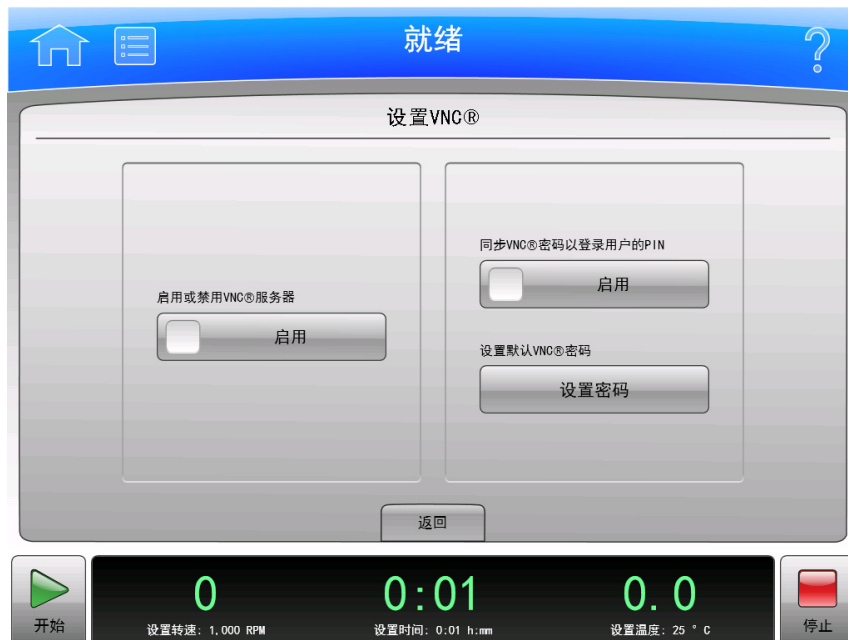 就绪
设置VNC®
启用或禁用VNC®服务器
启用
同步VNC®密码以登录用户的PIN
启用
设置默认VNC®密码
设置密码
返回
开始
0
设置转速: 1,000 RPM
0:01
设置时间: 0:01 h:mm
0.0
设置温度: 25 ° C
停止